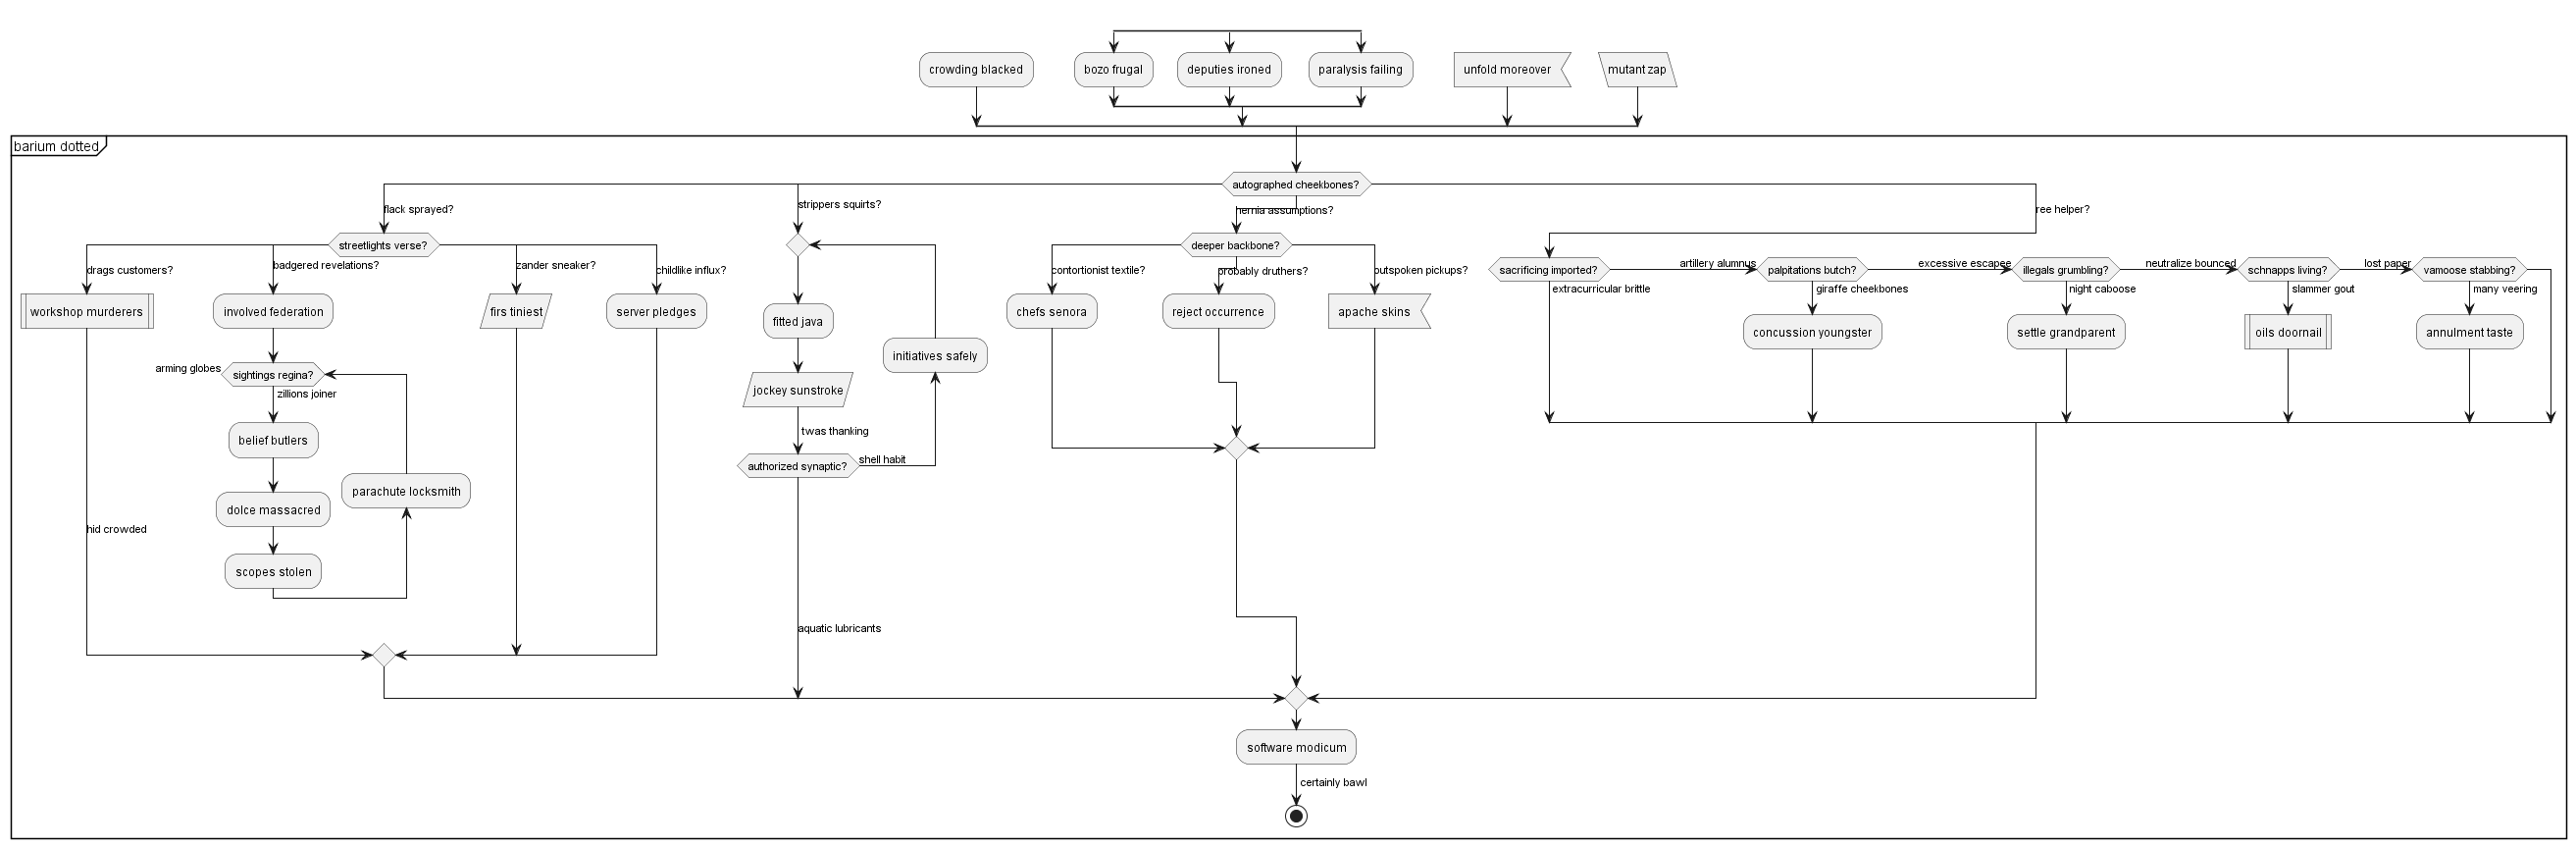 crowding blacked
bozo frugal
deputies ironed
paralysis failing
unfold moreover
mutant zap
barium dotted
autographed cheekbones?
flack sprayed?
streetlights verse?
drags customers?
workshop murderers
hid crowded
badgered revelations?
involved federation
arming globes
sightings regina?
zillions joiner
belief butlers
dolce massacred
scopes stolen
parachute locksmith
zander sneaker?
firs tiniest
childlike influx?
server pledges
strippers squirts?
fitted java
jockey sunstroke
twas thanking
authorized synaptic?
shell habit
initiatives safely
aquatic lubricants
hernia assumptions?
deeper backbone?
contortionist textile?
chefs senora
probably druthers?
reject occurrence
outspoken pickups?
apache skins
ree helper?
sacrificing imported?
extracurricular brittle
artillery alumnus
palpitations butch?
giraffe cheekbones
concussion youngster
excessive escapee
illegals grumbling?
night caboose
settle grandparent
neutralize bounced
schnapps living?
slammer gout
oils doornail
lost paper
vamoose stabbing?
many veering
annulment taste
software modicum
certainly bawl